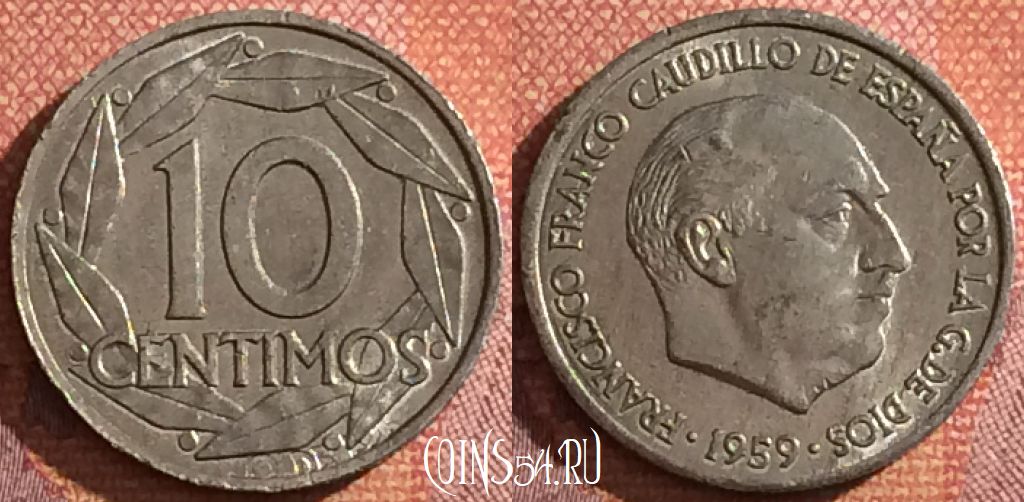 10
CENTIMOS
FRANCISCO FRANCO CAUDILLO DE ESPAÑA POR LA G.DE DIOS
· 1959 ·
COINS54.RU